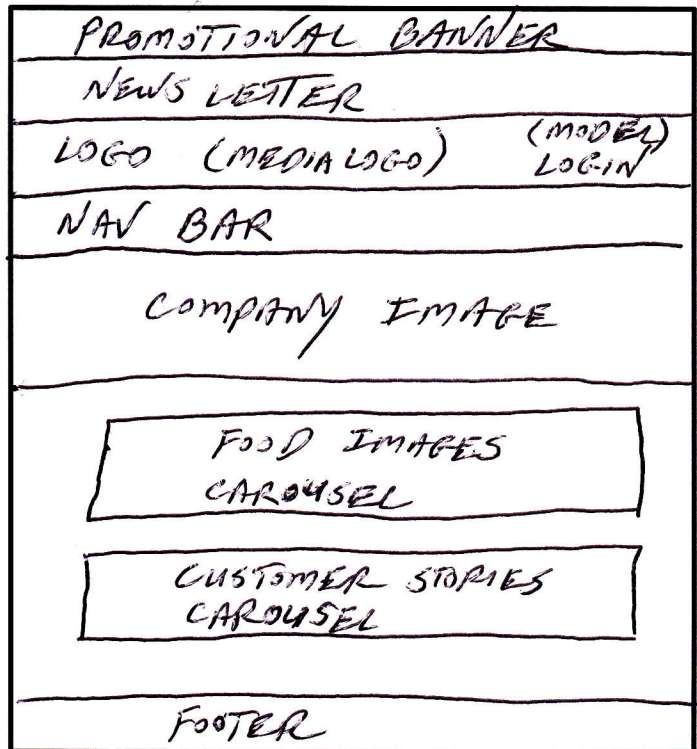 PROMOTIONAL BANNER
NEWS LETTER
LOGO (MEDIA LOGO) (MODEL) LOGIN
NAV BAR
COMPANY IMAGE
FOOD IMAGES
CAROUSEL
CUSTOMER STORIES
CAROUSEL
FOOTER